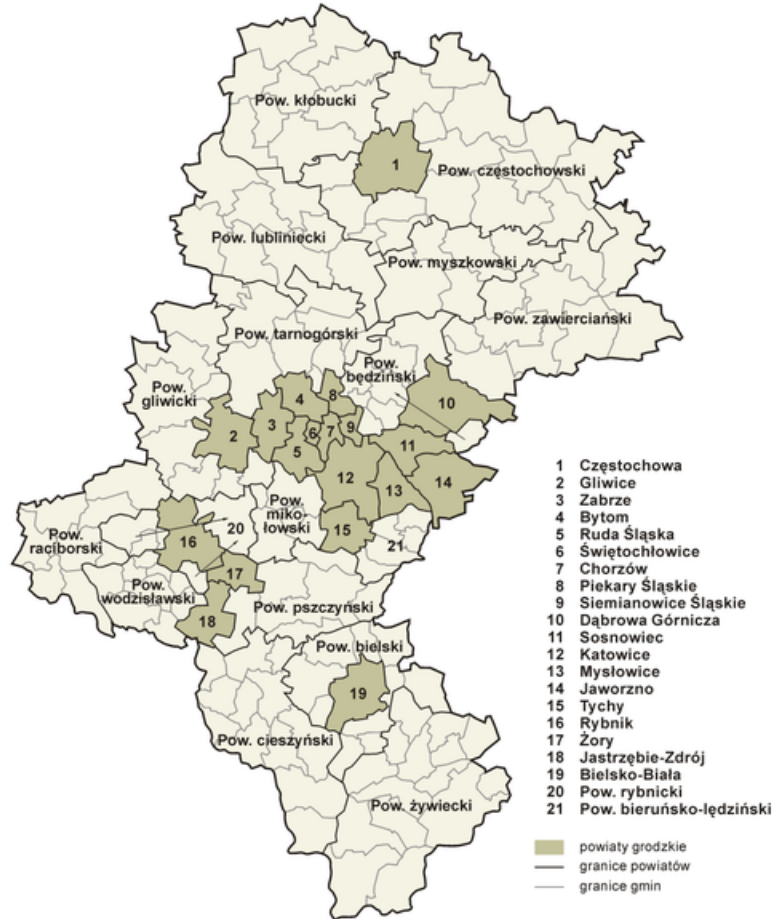 Pow. kłobucki
1
Pow. częstochowski
Pow. lubliniecki
Pow. myszkowski
Pow. zawierciański
Pow. tarnogórski
Pow.
będziński
Pow.
gliwicki
10
4
8
2
3
6
7
9
11
5
12
13
14
Pow.
miko-
łowski
15
21
Pow.
raciborski
20
16
17
Pow.
wodzisławski
18
Pow. pszczyński
Pow. bielski
19
Pow. cieszyński
Pow. żywiecki
1 Częstochowa
2 Gliwice
3 Zabrze
4 Bytom
5 Ruda Śląska
6 Świętochłowice
7 Chorzów
8 Piekary Śląskie
9 Siemianowice Śląskie
10 Dąbrowa Górnicza
11 Sosnowiec
12 Katowice
13 Mysłowice
14 Jaworzno
15 Tychy
16 Rybnik
17 Żory
18 Jastrzębie-Zdrój
19 Bielsko-Biała
20 Pow. rybnicki
21 Pow. bieruńsko-lędziński
powiaty grodzkie
granice powiatów
granice gmin